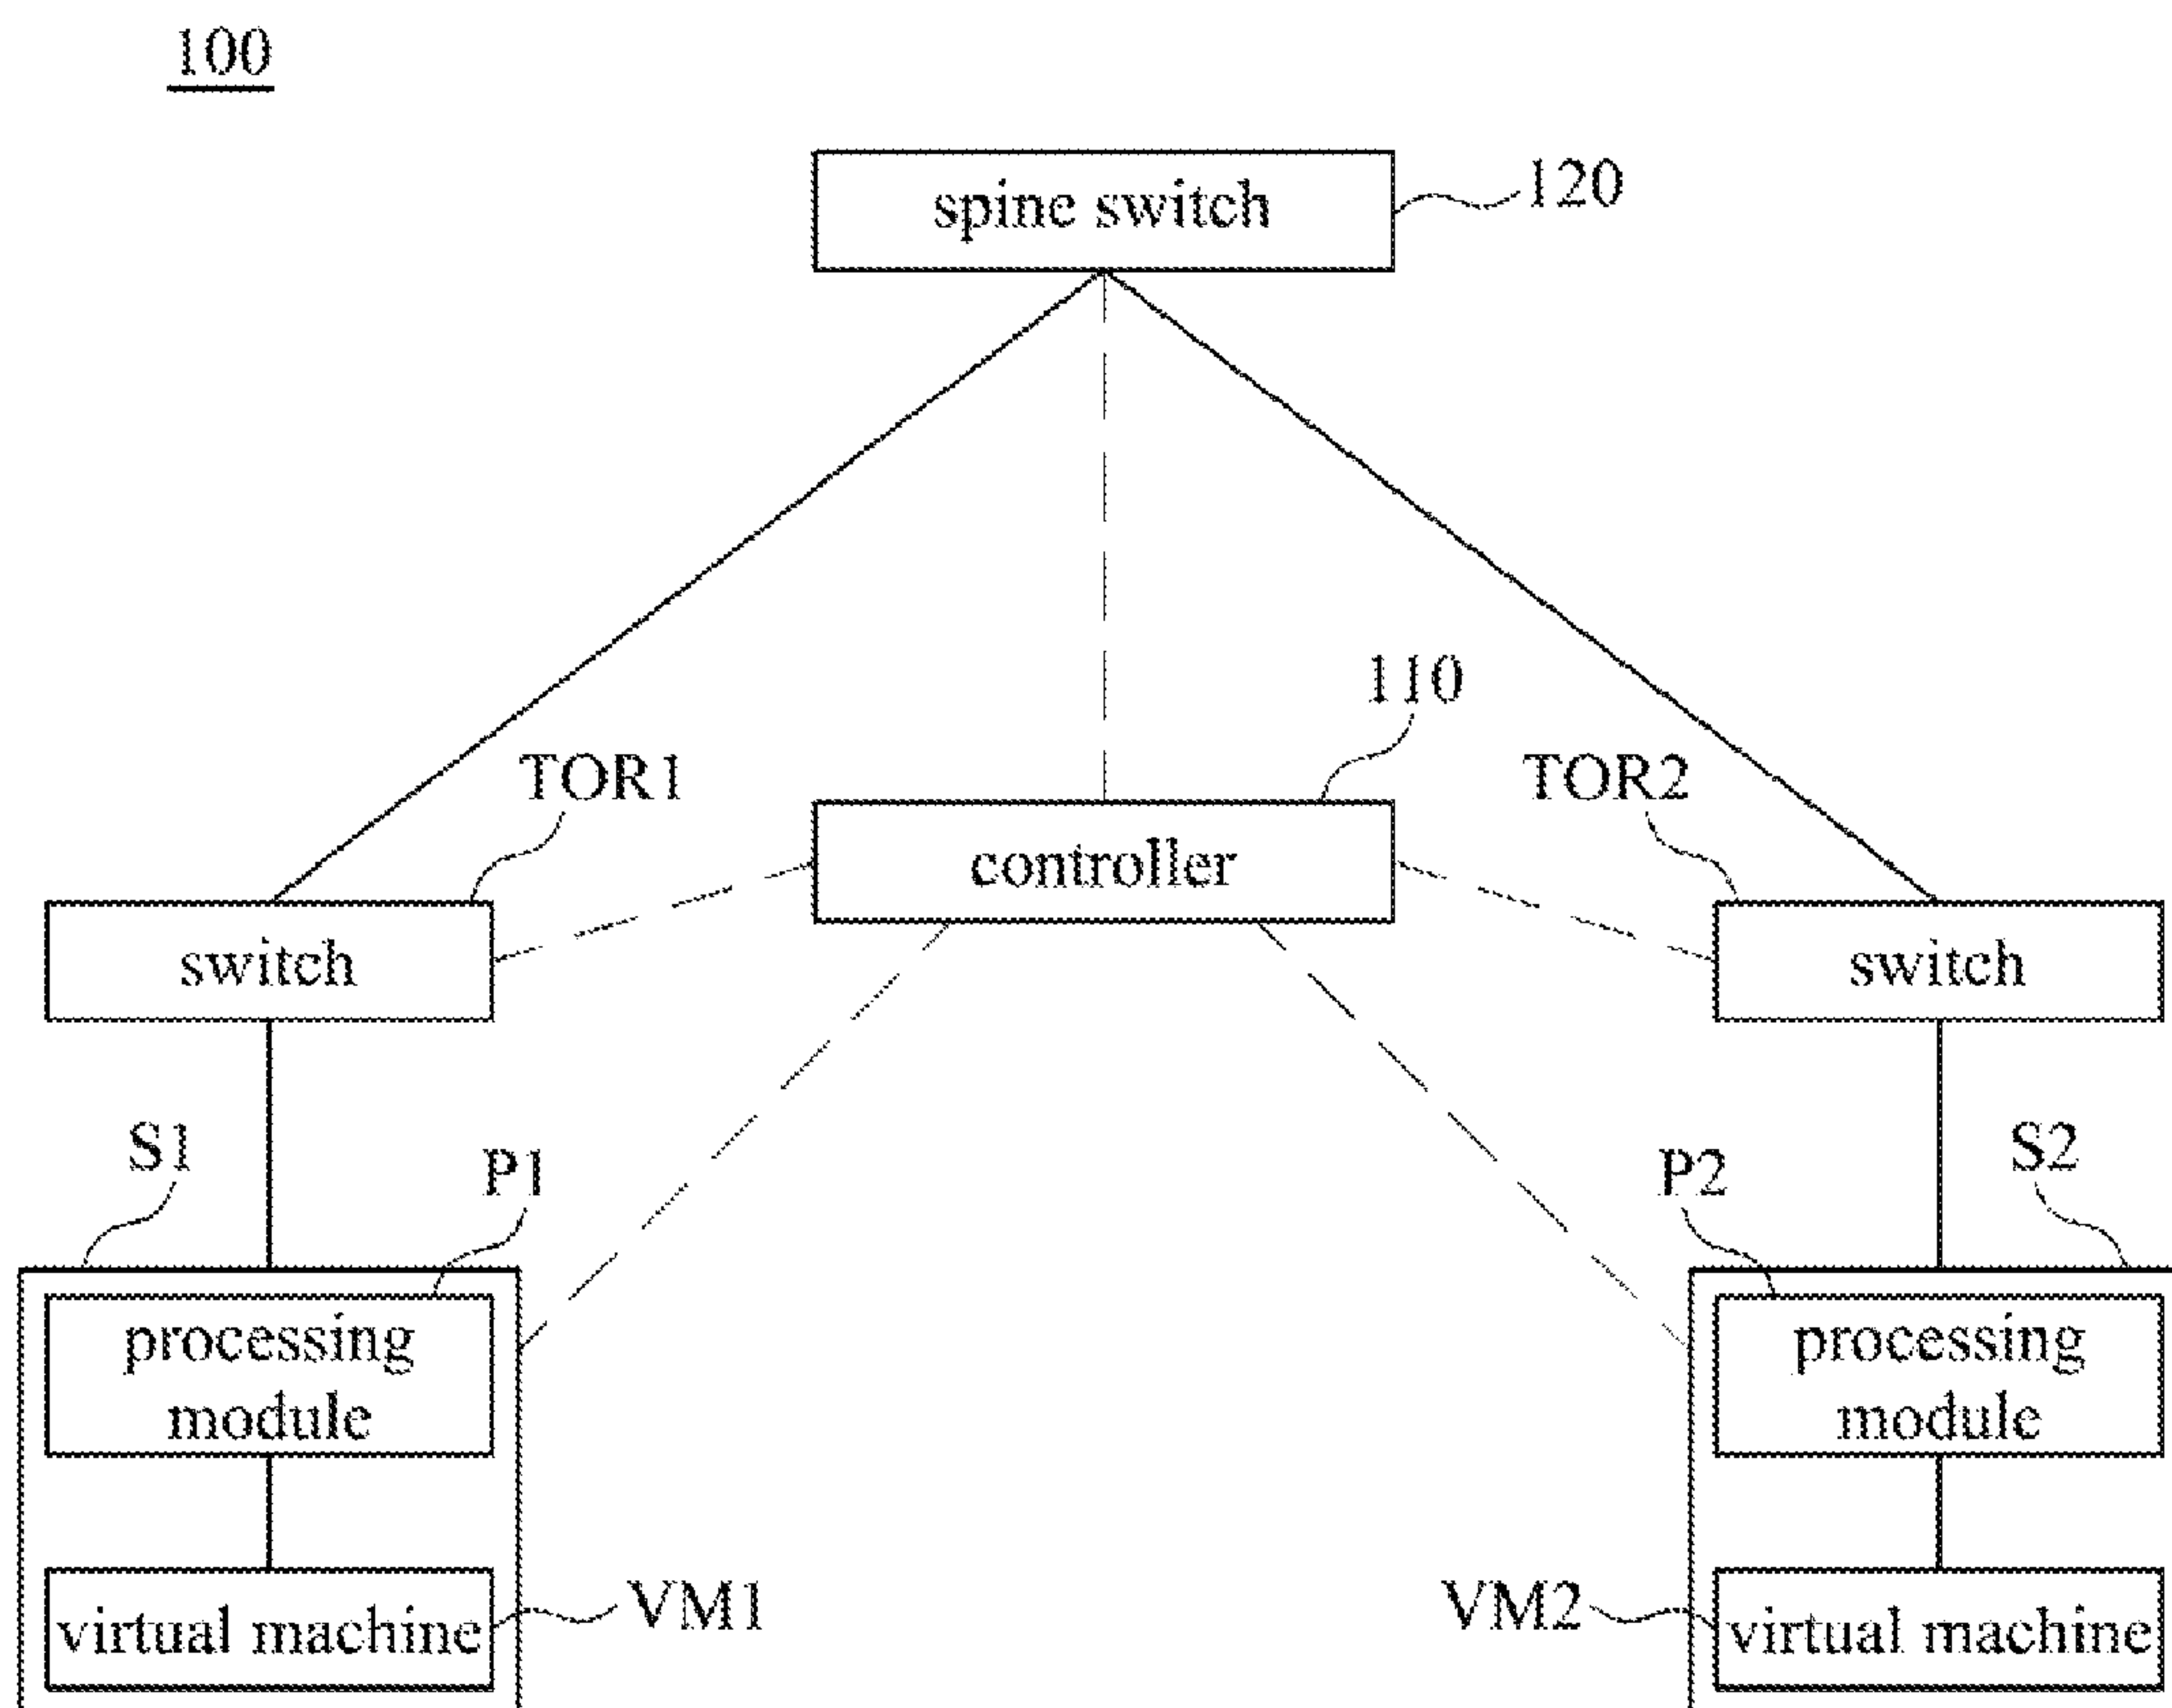 100
spine switch
120
110
TOR1
TOR2
controller
switch
switch
S1
P1
P2
S2
processing
module
processing
module
virtual machine
VM1
VM2
virtual machine